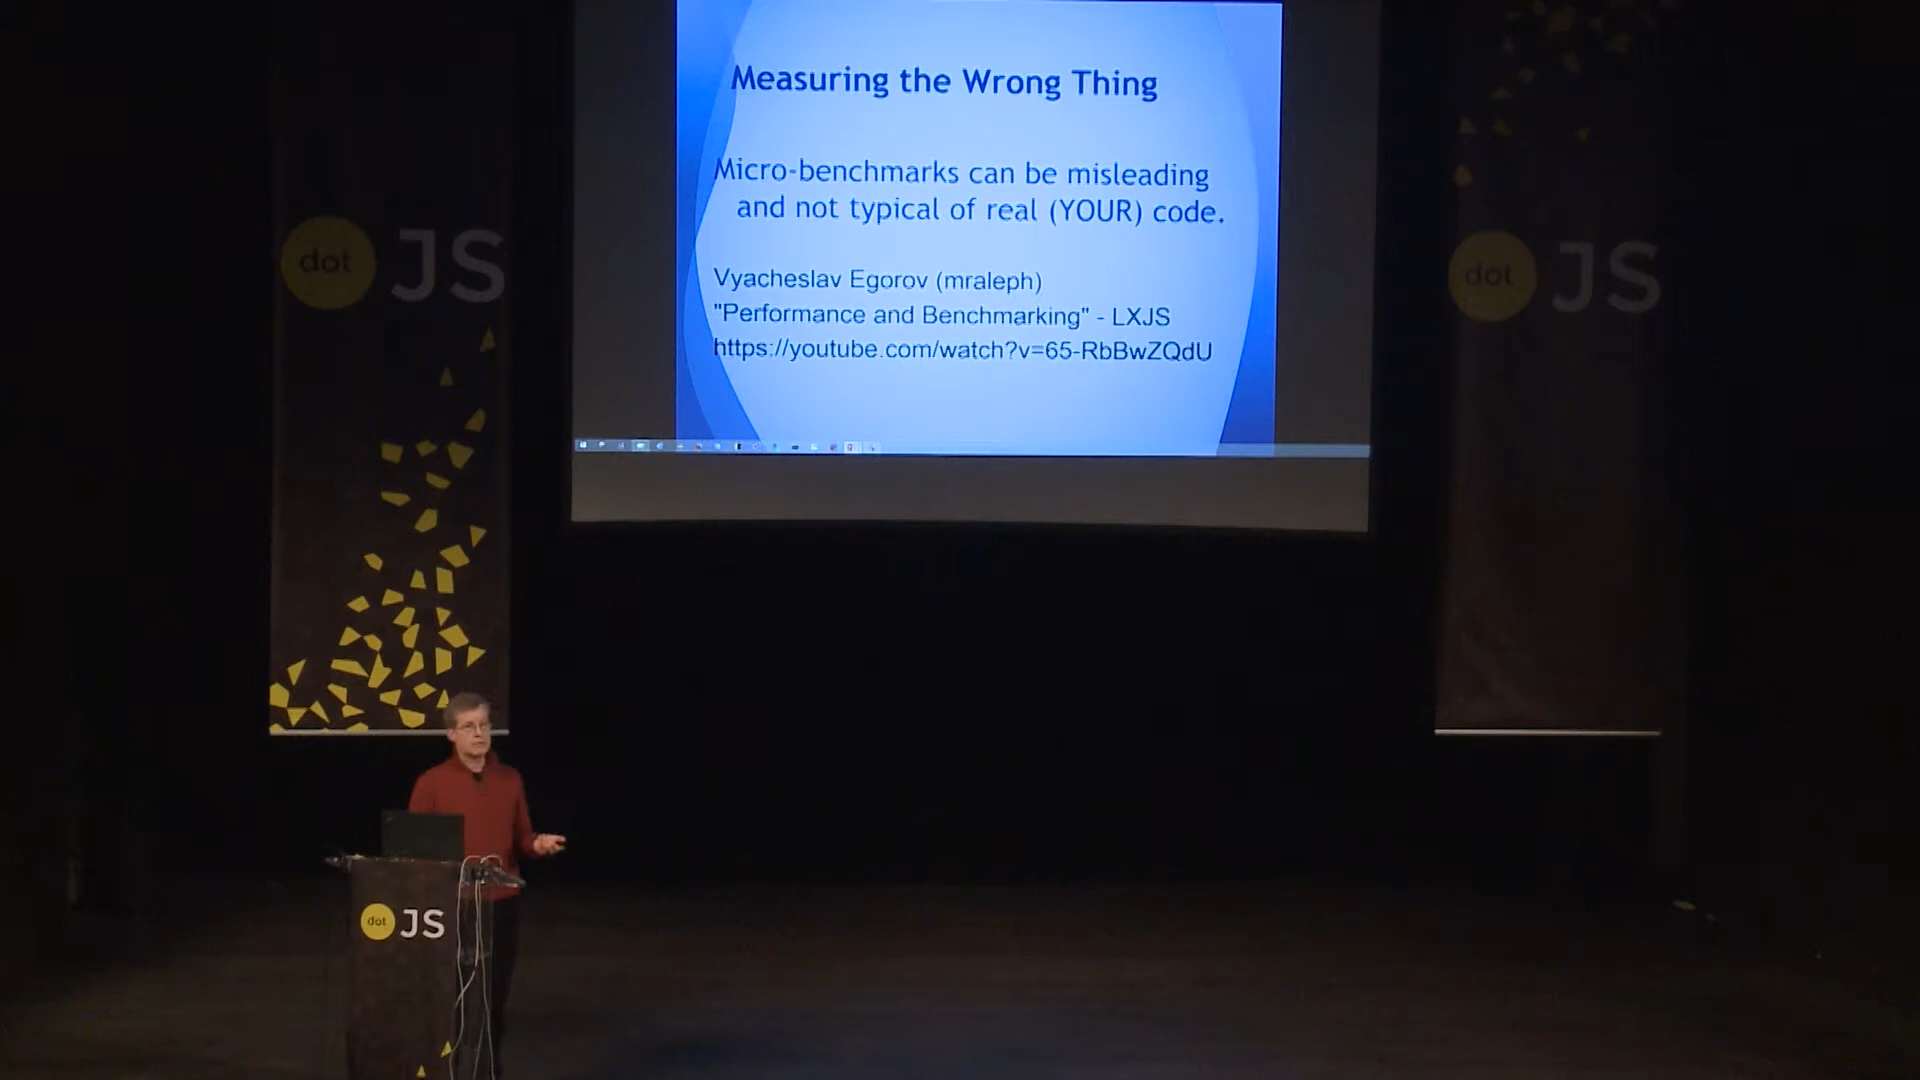 Measuring the Wrong Thing
Micro-benchmarks can be misleading
and not typical of real (YOUR) code.
Vyacheslav Egorov (mraleph)
"Performance and Benchmarking" - LXJS
https://youtube.com/watch?v=65-RbBwZQdU
dot JS
dot JS
dot JS